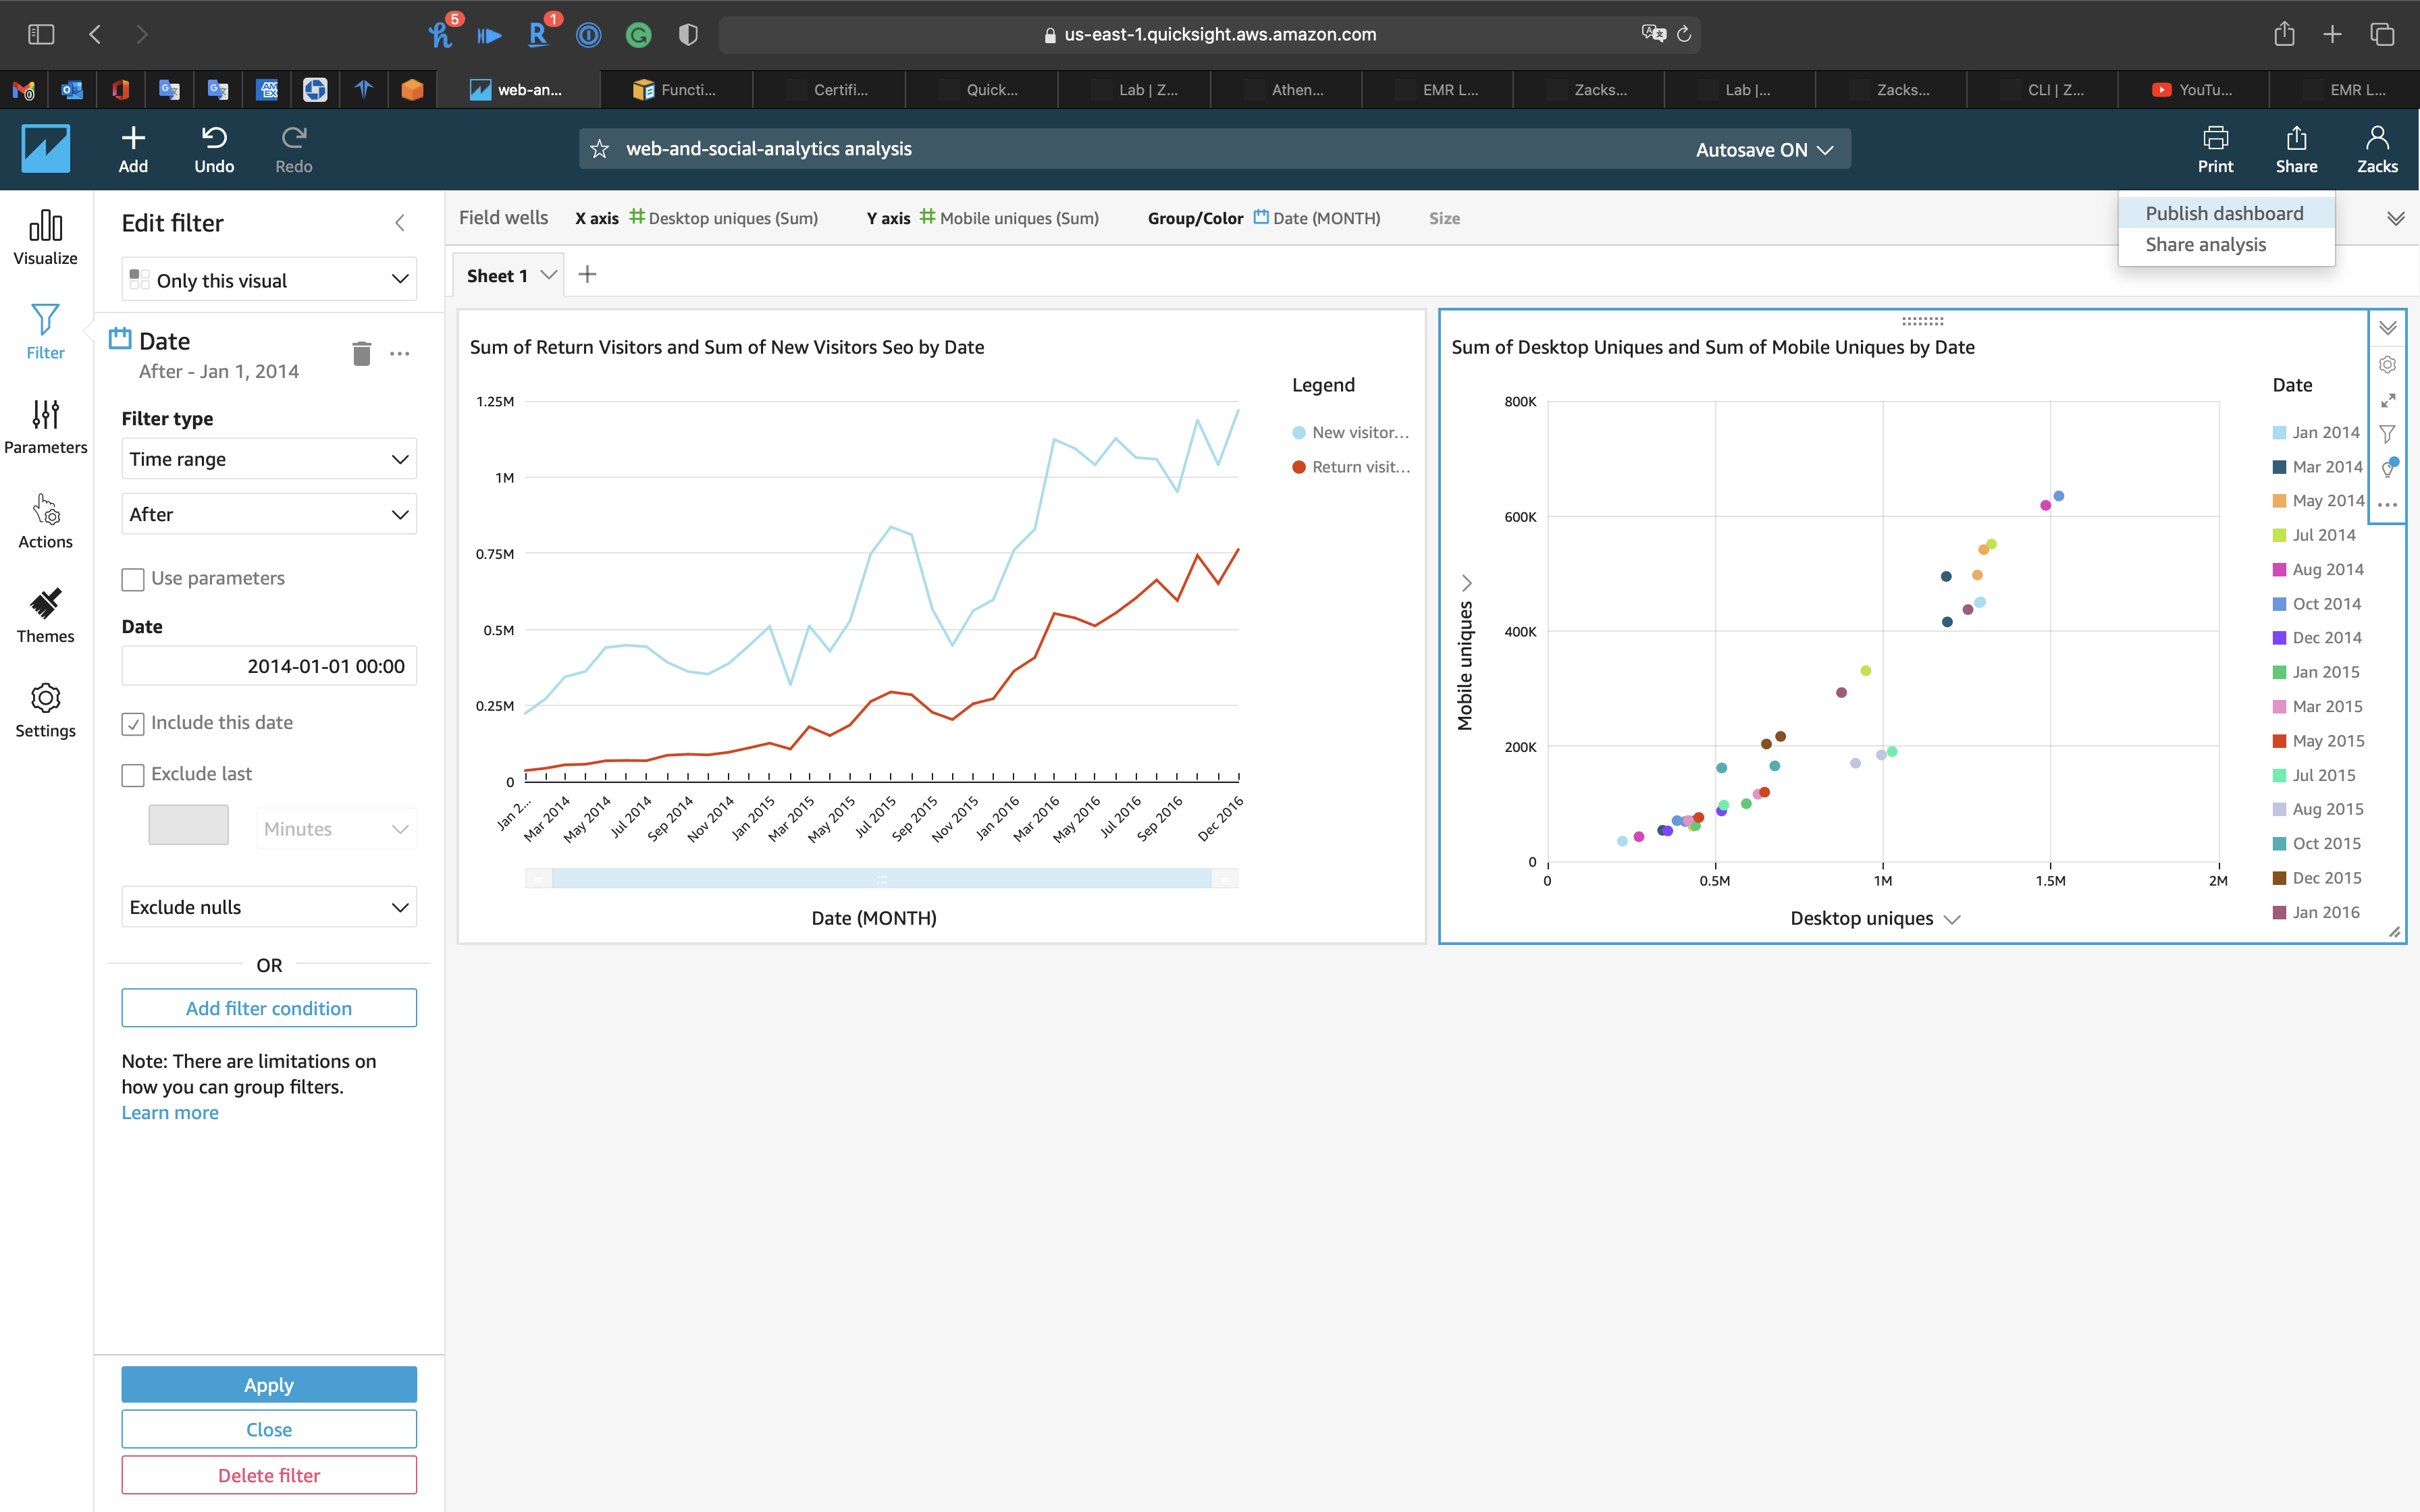 5
1
us-east-1.quicksight.aws.amazon.com
web-an...
Functi...
Certifi...
Quick...
Lab | Z...
Athen...
EMR L...
Zacks...
Lab |...
Zacks...
CLI | Z...
YouTu...
EMR L...
Add
Undo
Redo
web-and-social-analytics analysis
Autosave ON
Print
Share
Zacks
Publish dashboard
Share analysis
Visualize
Filter
Parameters
Actions
Themes
Settings
Edit filter
Only this visual
Date
After - Jan 1, 2014
Filter type
Time range
After
Use parameters
Date
2014-01-01 00:00
Include this date
Exclude last
Minutes
Exclude nulls
OR
Add filter condition
Note: There are limitations on
how you can group filters.
Learn more
Apply
Close
Delete filter
Field wells X axis Desktop uniques (Sum) Y axis Mobile uniques (Sum) Group/Color Date (MONTH) Size
Sheet 1
Sum of Return Visitors and Sum of New Visitors Seo by Date
1.25M
1M
0.75M
0.5M
0.25M
0
Jan 2...
Mar 2014
May 2014
Jul 2014
Sep 2014
Nov 2014
Jan 2015
Mar 2015
May 2015
Jul 2015
Sep 2015
Nov 2015
Jan 2016
Mar 2016
May 2016
Jul 2016
Sep 2016
Dec 2016
Date (MONTH)
Legend
New visitor...
Return visit...
Sum of Desktop Uniques and Sum of Mobile Uniques by Date
Mobile uniques
800K
600K
400K
200K
0
0
0.5M
1M
1.5M
2M
Desktop uniques
Date
Jan 2014
Mar 2014
May 2014
Jul 2014
Aug 2014
Oct 2014
Dec 2014
Jan 2015
Mar 2015
May 2015
Jul 2015
Aug 2015
Oct 2015
Dec 2015
Jan 2016